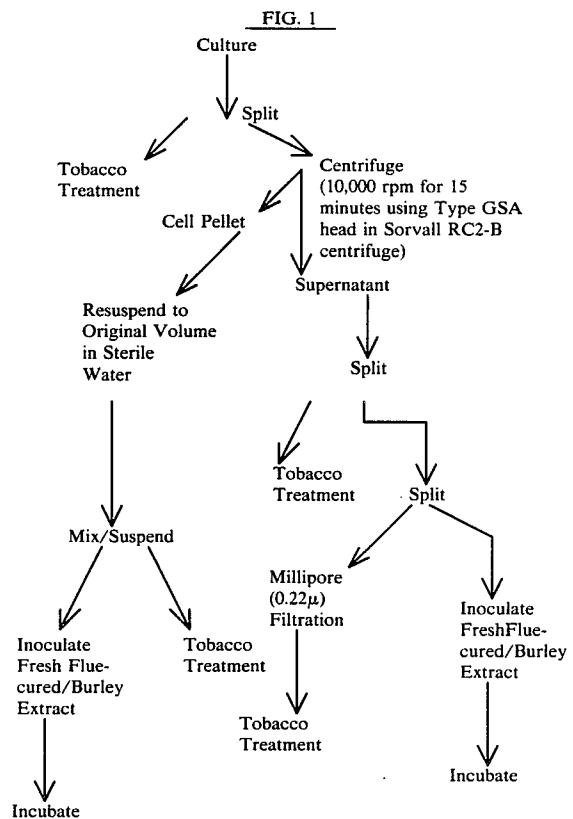 FIG. 1
Culture
Split
Tobacco
Treatment
Centrifuge
(10,000 rpm for 15
minutes using Type GSA
head in Sorvall RC2-B
centrifuge)
Cell Pellet
Supernatant
Resuspend to
Original Volume
in Sterile
Water
Split
Tobacco
Treatment
Split
Mix/Suspend
Millipore
(0.22μ)
Filtration
Inoculate
FreshFlue-
cured/Burley
Extract
Inoculate
Fresh Flue-
cured/Burley
Extract
Tobacco
Treatment
Tobacco
Treatment
Incubate
Incubate